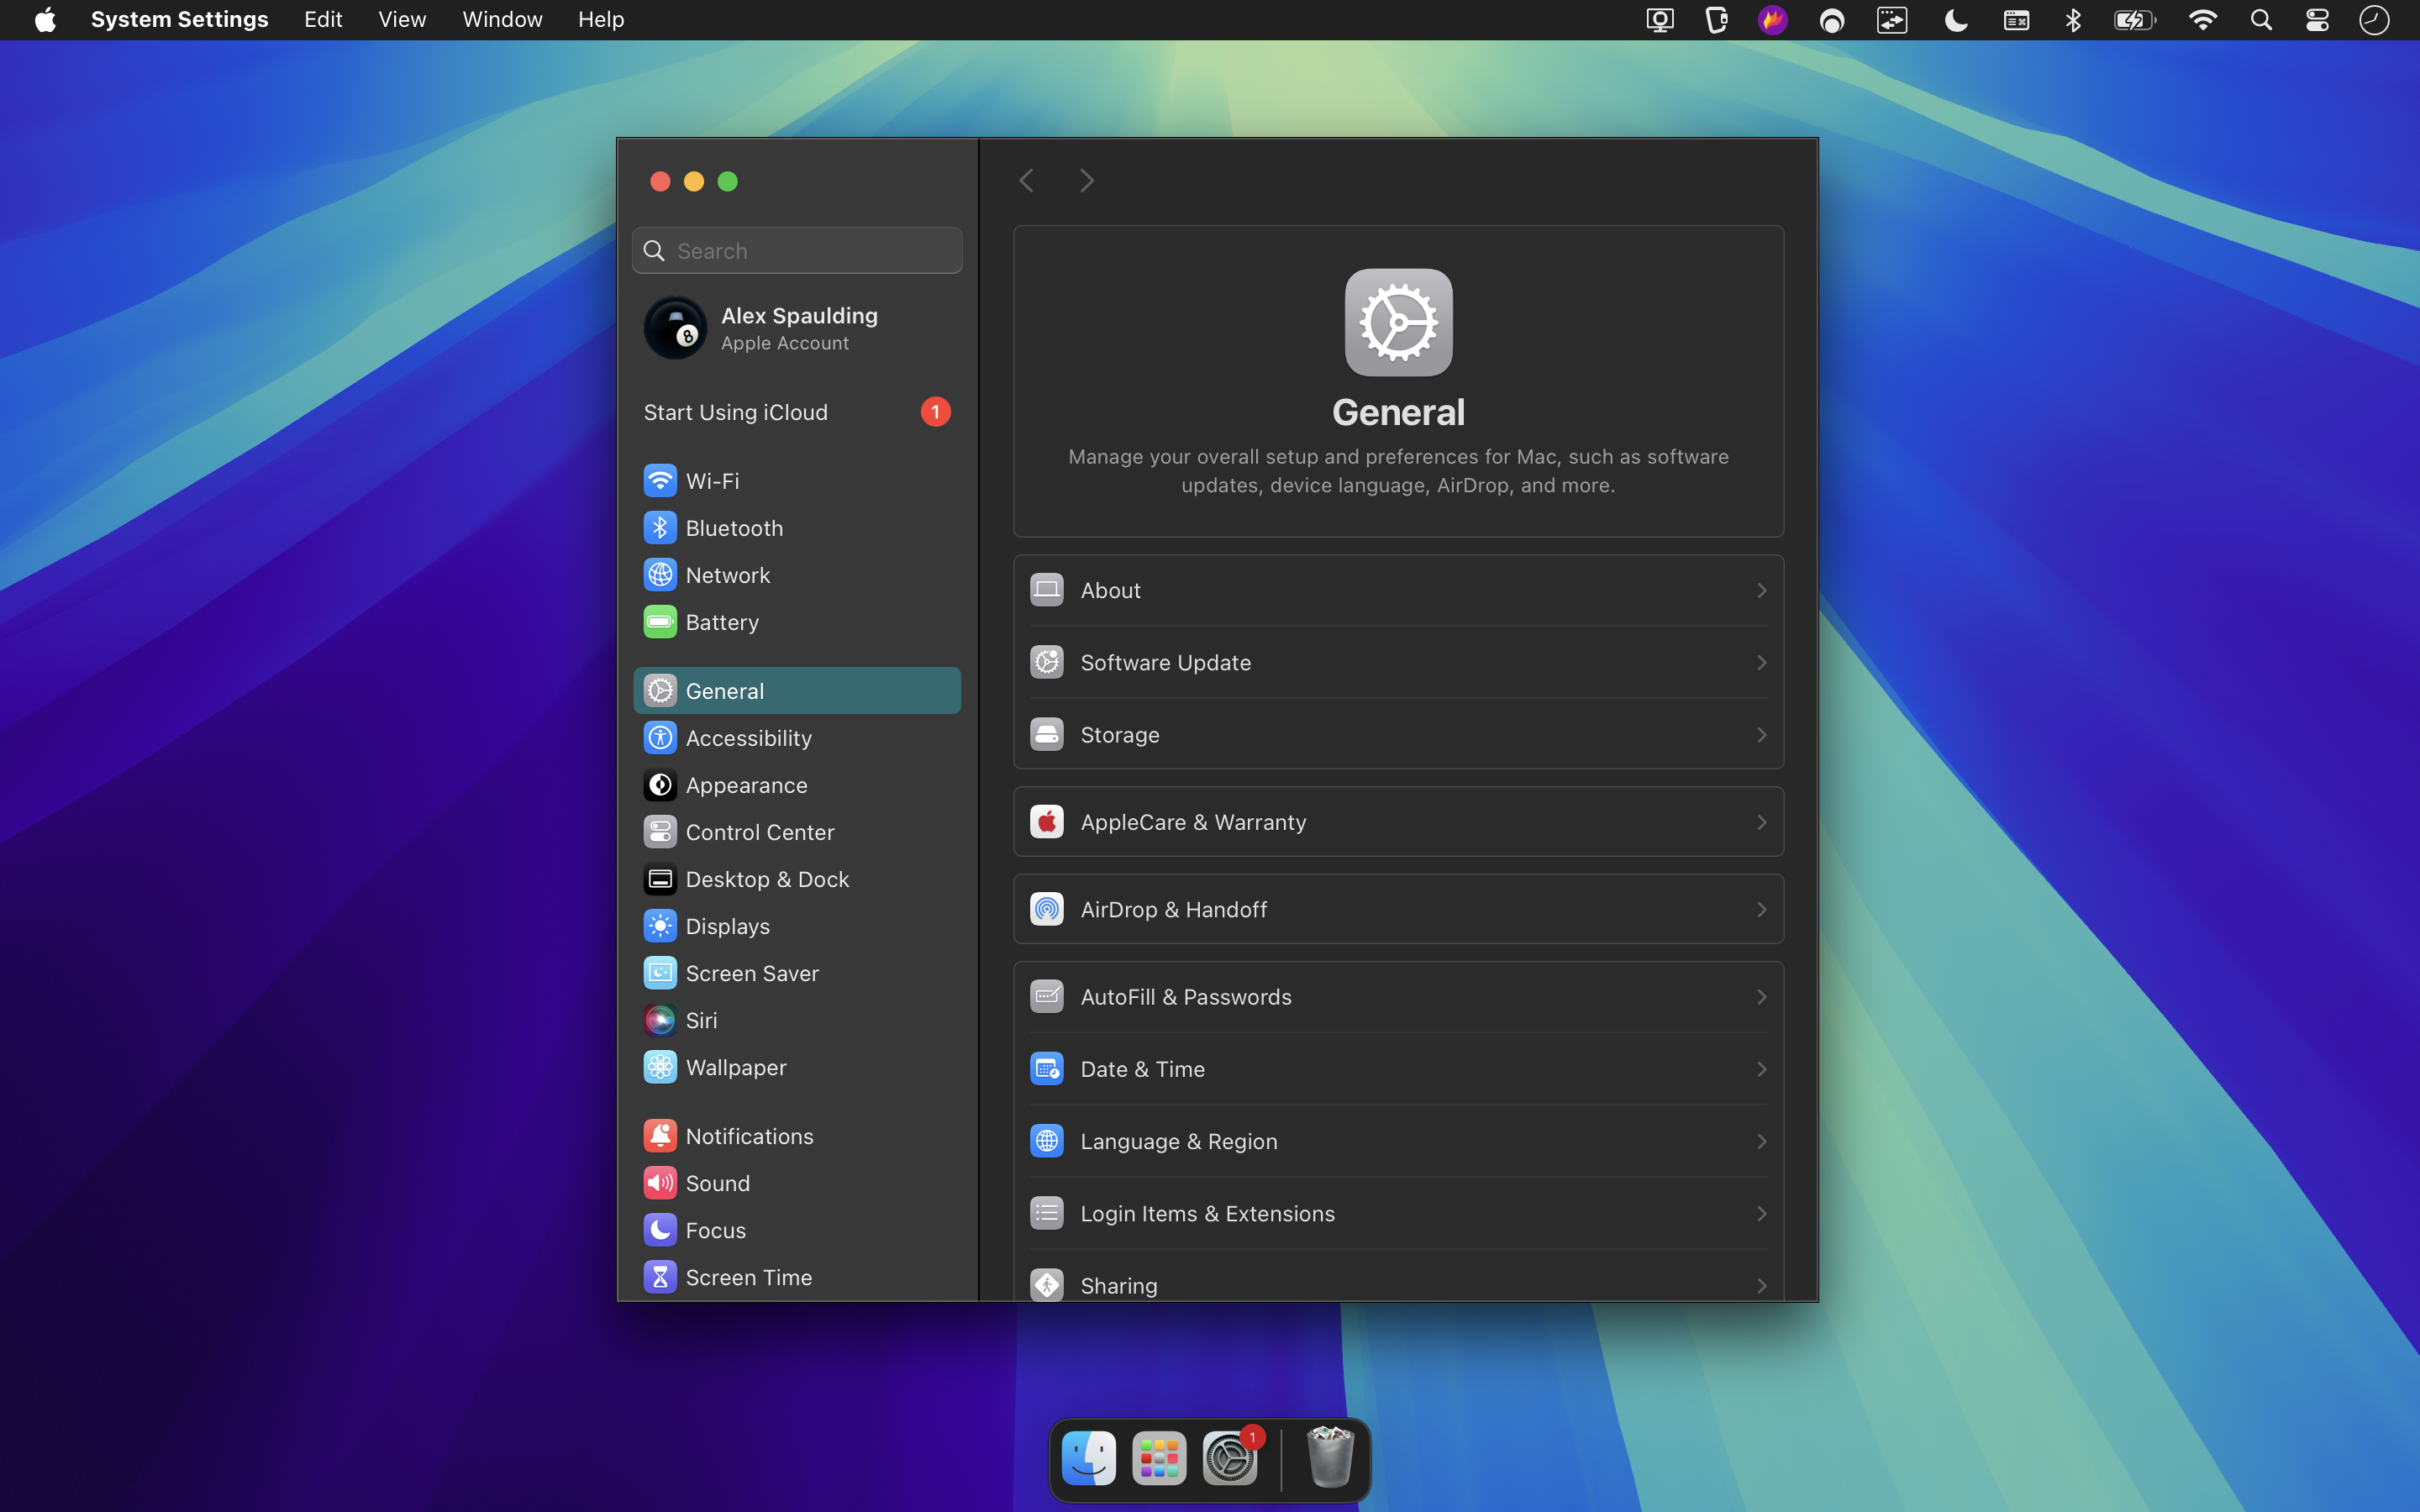 System Settings Edit View Window Help
Search
Alex Spaulding
Apple Account
Start Using iCloud 1
Wi-Fi
Bluetooth
Network
Battery
General
Accessibility
Appearance
Control Center
Desktop & Dock
Displays
Screen Saver
Siri
Wallpaper
Notifications
Sound
Focus
Screen Time
General
Manage your overall setup and preferences for Mac, such as software
updates, device language, AirDrop, and more.
About
Software Update
Storage
AppleCare & Warranty
AirDrop & Handoff
AutoFill & Passwords
Date & Time
Language & Region
Login Items & Extensions
Sharing
1